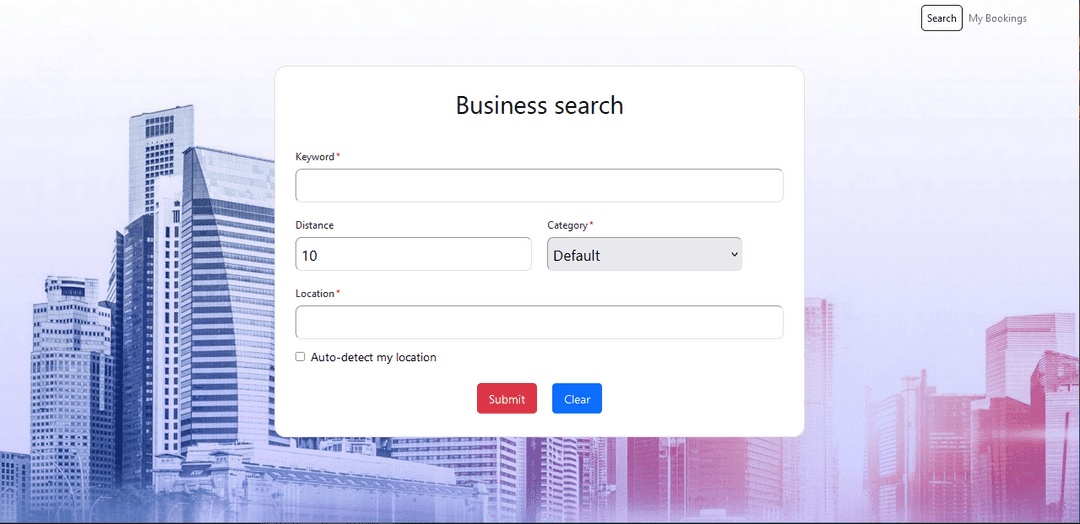 Search My Bookings
Business search
Keyword*
Distance Category*
10 Default
Location*
Auto-detect my location
Submit Clear